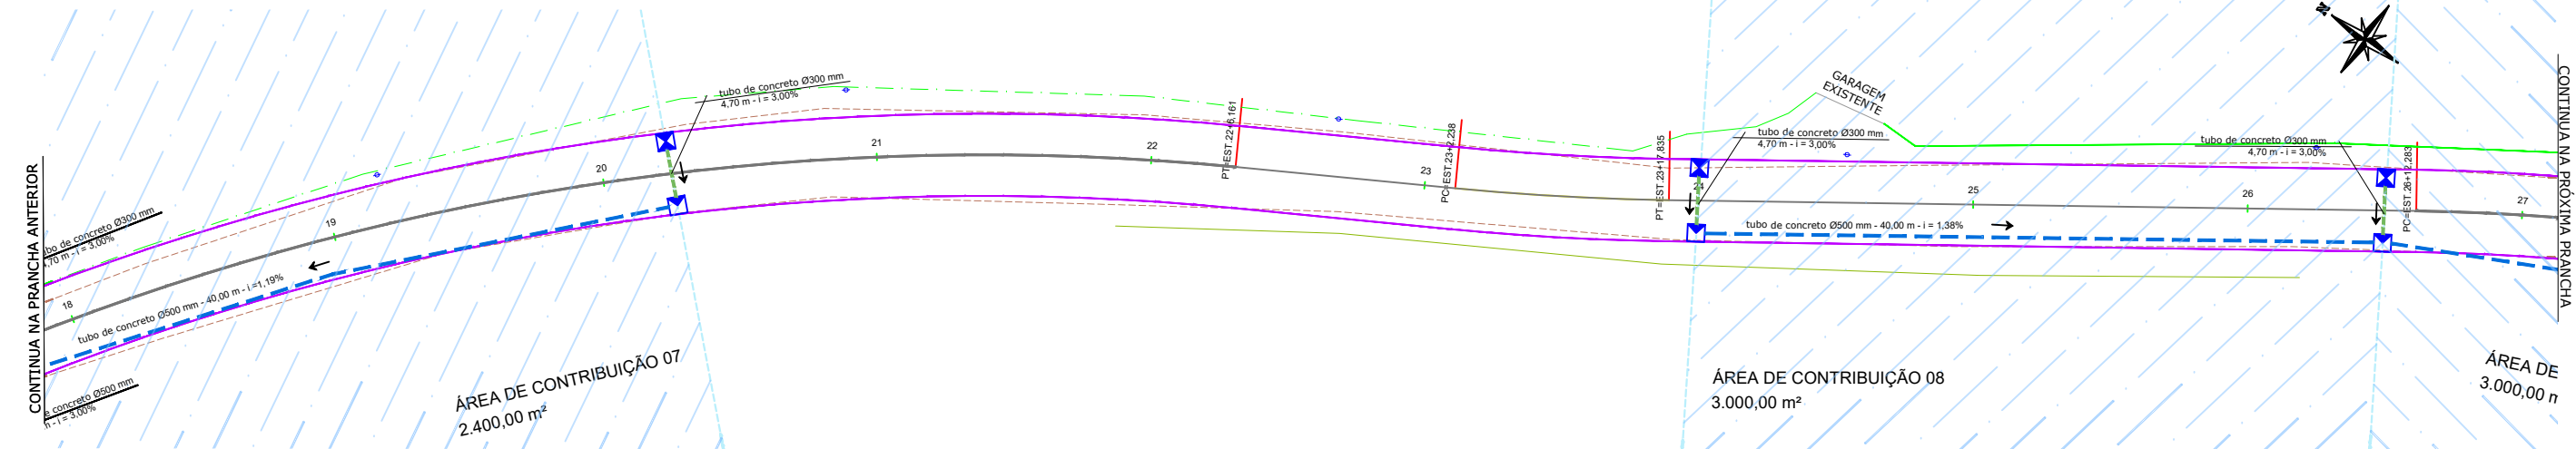 CONTINUA NA PRANCHA ANTERIOR
bo de concreto Ø300 mm
4,70 m - i = 3,00%
18
tubo de concreto Ø500 mm - 40,00 m - i =1,19%
e concreto Ø500 mm
m - i = 3,00%
19
20
tubo de concreto Ø300 mm
4,70 m - i = 3,00%
ÁREA DE CONTRIBUIÇÃO 07
2.400,00 m²
21
22
PT=EST.22+6,161
23
PC=EST.23+2,238
PT=EST.23+17,835
24
GARAGEM
EXISTENTE
tubo de concreto Ø300 mm
4,70 m - i = 3,00%
tubo de concreto Ø500 mm - 40,00 m - i = 1,38%
ÁREA DE CONTRIBUIÇÃO 08
3.000,00 m²
25
26
tubo de concreto Ø300 mm
4,70 m - i = 3,00%
C=EST.26+12,283
27
N
ÁREA DE
3.000,00 m
CONTINUA NA PRÓXIMA PRANCHA